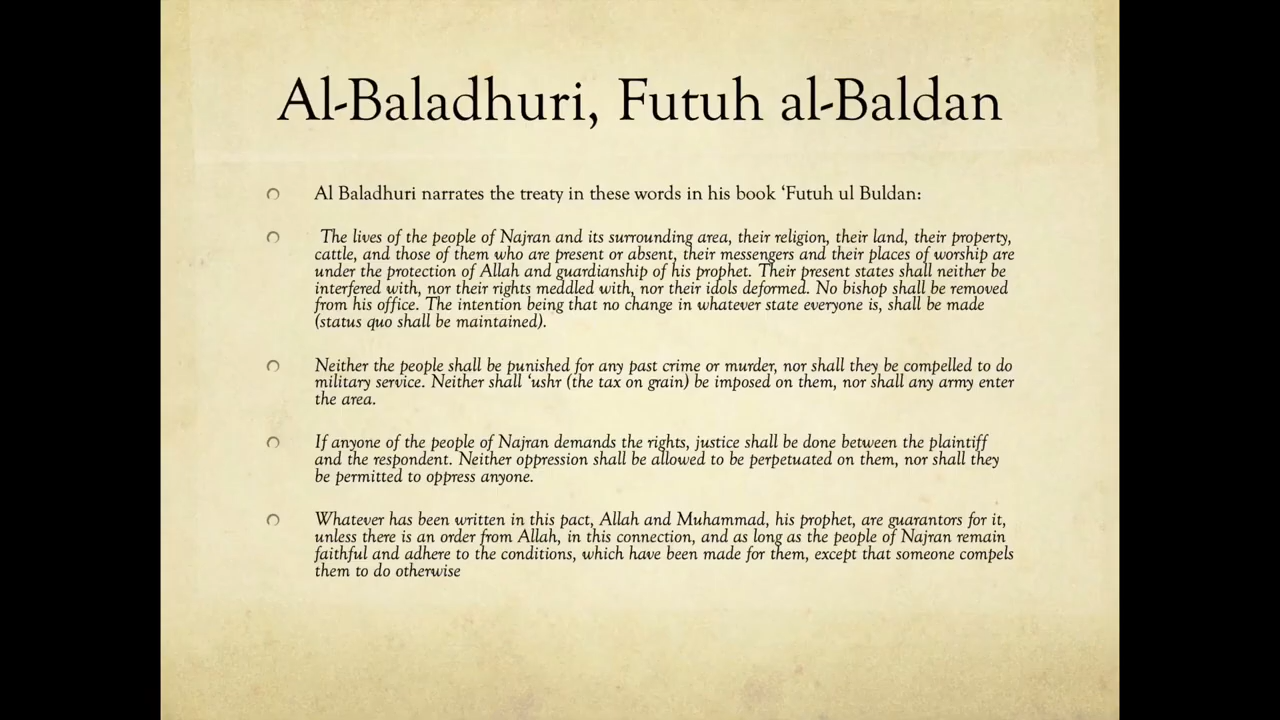 Al-Baladhuri, Futuh al-Baldan
Al Baladhuri narrates the treaty in these words in his book ‘Futuh ul Buldan:
The lives of the people of Najran and its surrounding area, their religion, their land, their property,
cattle, and those of them who are present or absent, their messengers and their places of worship are
under the protection of Allah and guardianship of his prophet. Their present states shall neither be
interfered with, nor their rights meddled with, nor their idols deformed. No bishop shall be removed
from his office. The intention being that no change in whatever state everyone is, shall be made
(status quo shall be maintained).
Neither the people shall be punished for any past crime or murder, nor shall they be compelled to do
military service. Neither shall ‘ushr (the tax on grain) be imposed on them, nor shall any army enter
the area.
If anyone of the people of Najran demands the rights, justice shall be done between the plaintiff
and the respondent. Neither oppression shall be allowed to be perpetuated on them, nor shall they
be permitted to oppress anyone.
Whatever has been written in this pact, Allah and Muhammad, his prophet, are guarantors for it,
unless there is an order from Allah, in this connection, and as long as the people of Najran remain
faithful and adhere to the conditions, which have been made for them, except that someone compels
them to do otherwise